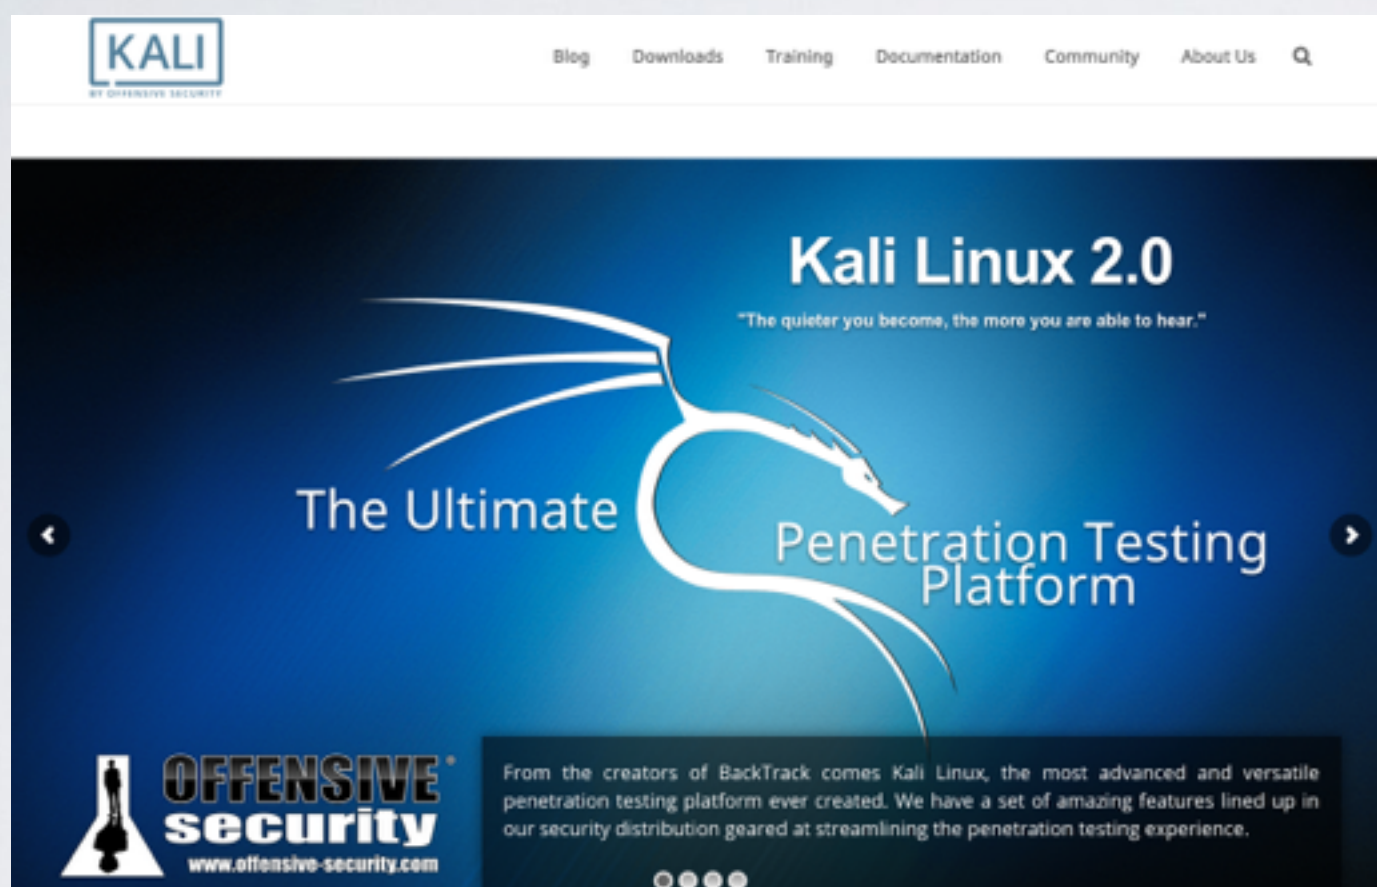 KALI
BY OFFENSIVE SECURITY
Blog Downloads Training Documentation Community About Us
Kali Linux 2.0
"The quieter you become, the more you are able to hear."
The Ultimate
Penetration Testing
Platform
OFFENSIVE®
security
www.offensive-security.com
From the creators of BackTrack comes Kali Linux, the most advanced and versatile
penetration testing platform ever created. We have a set of amazing features lined up in
our security distribution geared at streamlining the penetration testing experience.